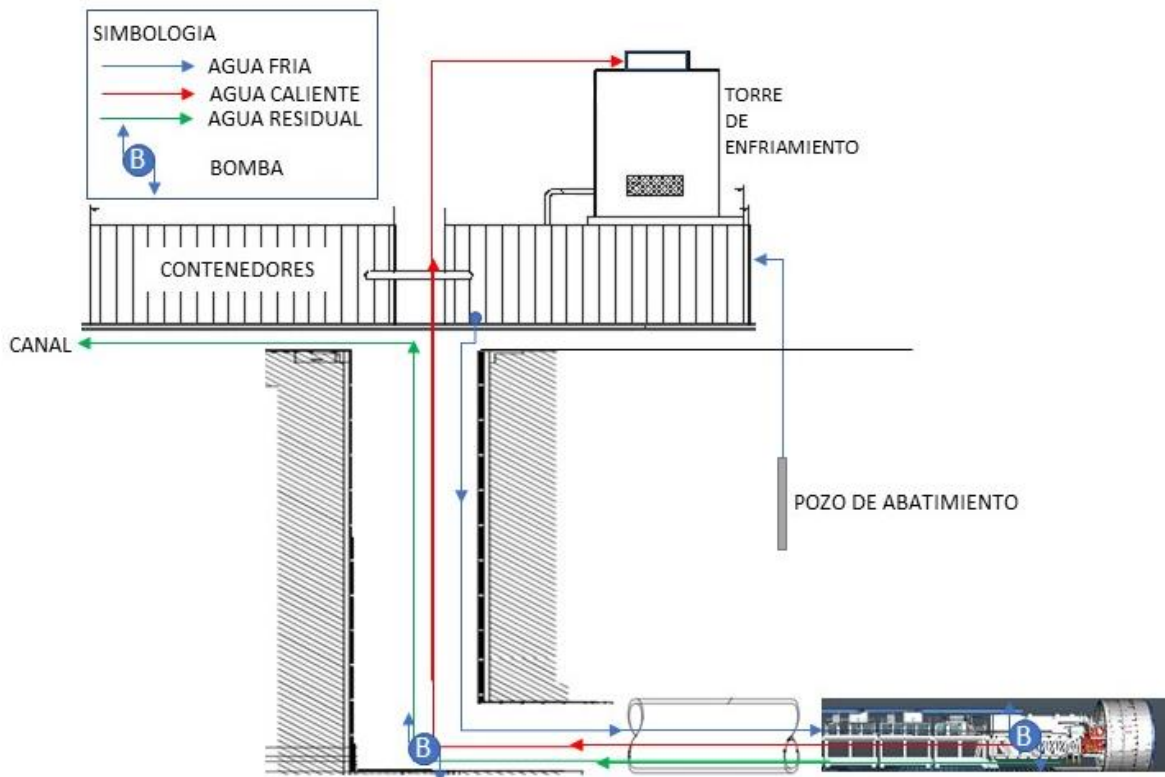 SIMBOLOGIA
AGUA FRIA
AGUA CALIENTE
AGUA RESIDUAL
B
BOMBA
TORRE
DE
ENFRIAMIENTO
CONTENEDORES
CANAL
POZO DE ABATIMIENTO
B
B